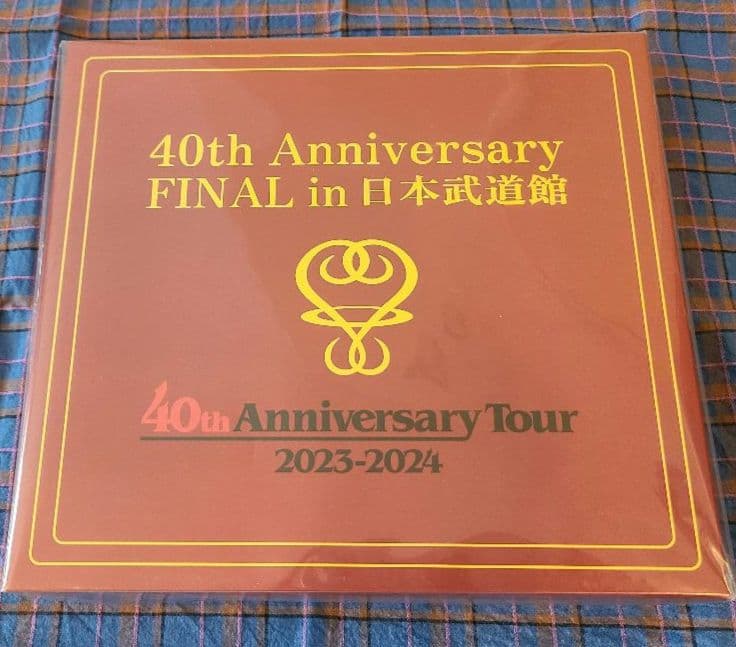 40th Anniversary
FINAL in 日本武道館
40th Anniversary Tour
2023-2024